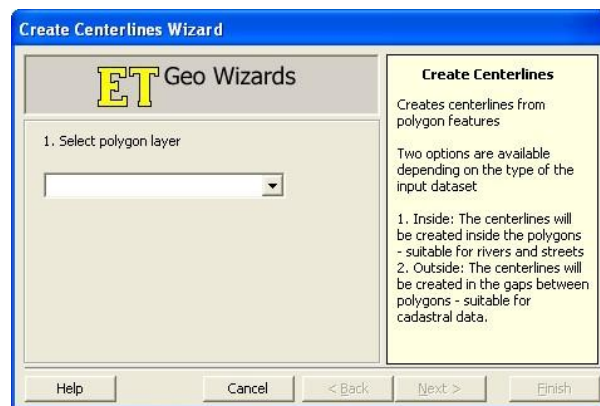 Create Centerlines Wizard
ET Geo Wizards
1. Select polygon layer
Create Centerlines
Creates centerlines from
polygon features
Two options are available
depending on the type of the
input dataset
1. Inside: The centerlines will
be created inside the polygons
- suitable for rivers and streets
2. Outside: The centerlines will
be created in the gaps between
polygons - suitable for
cadastral data.
Help
Cancel
< Back
Next >
Finish